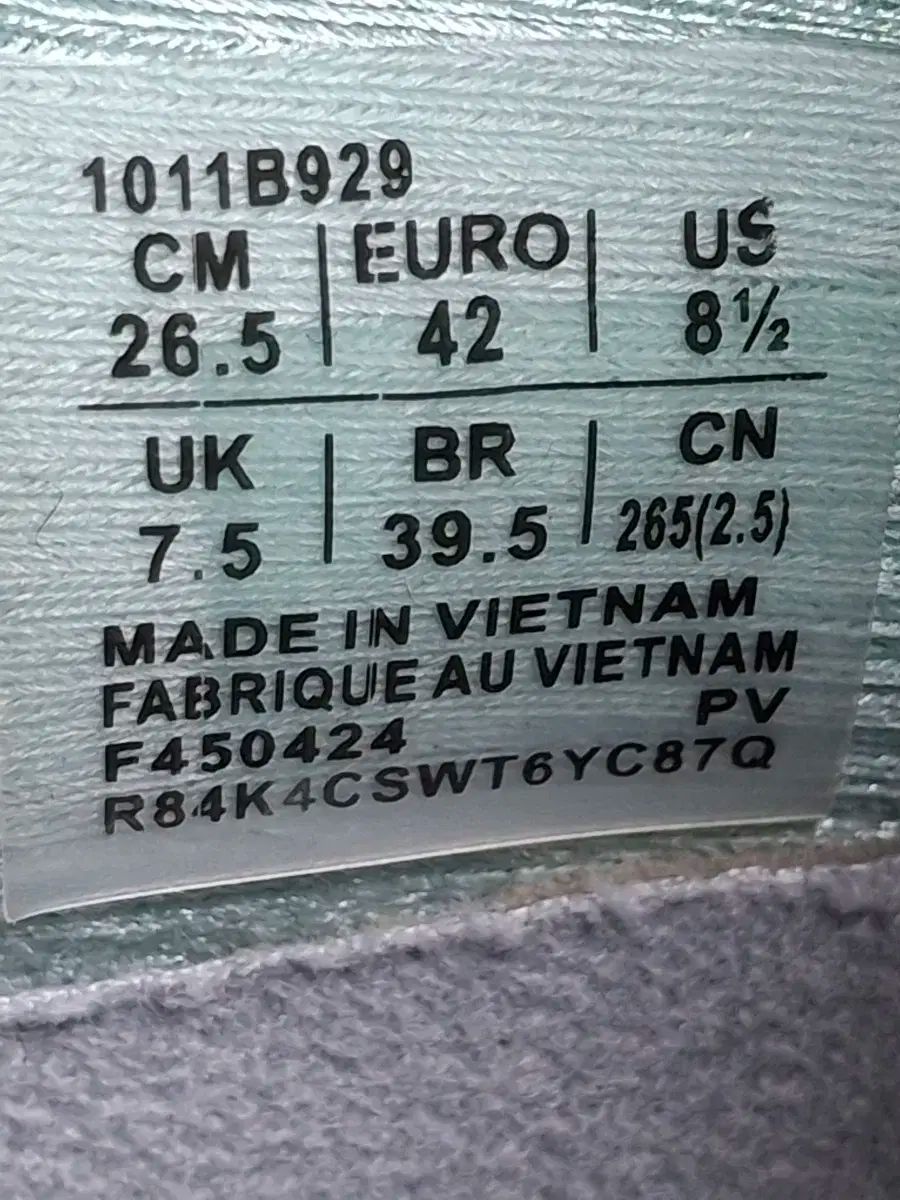 1011B929
CM | EURO | US
26.5 | 42 | 8½
UK | BR | CN
7.5 | 39.5 | 265(2.5)
MADE IN VIETNAM
FABRIQUE AU VIETNAM
F450424 PV
R84K4CSWT6YC87Q